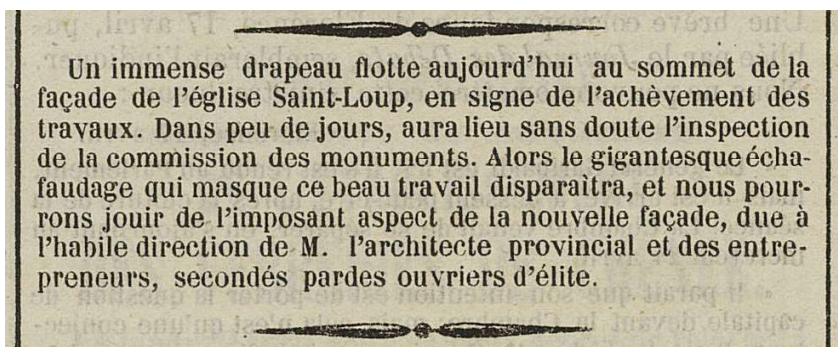 Un immense drapeau flotte aujourd'hui au sommet de la
façade de l'église Saint-Loup, en signe de l'achèvement des
travaux. Dans peu de jours, aura lieu sans doute l'inspection
de la commission des monuments. Alors le gigantesque écha-
faudage qui masque ce beau travail disparaîtra, et nous pour-
rons jouir de l'imposant aspect de la nouvelle façade, due à
l'habile direction de M. l'architecte provincial et des entre-
preneurs, secondés pardes ouvriers d'élite.